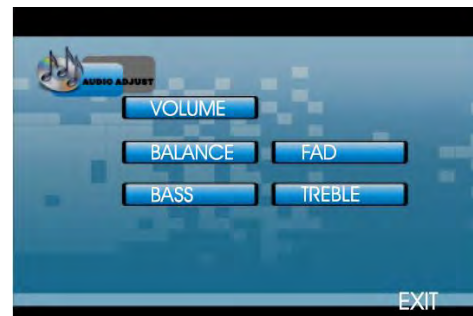 AUDIO ADJUST
VOLUME
BALANCE FAD
BASS TREBLE
EXIT